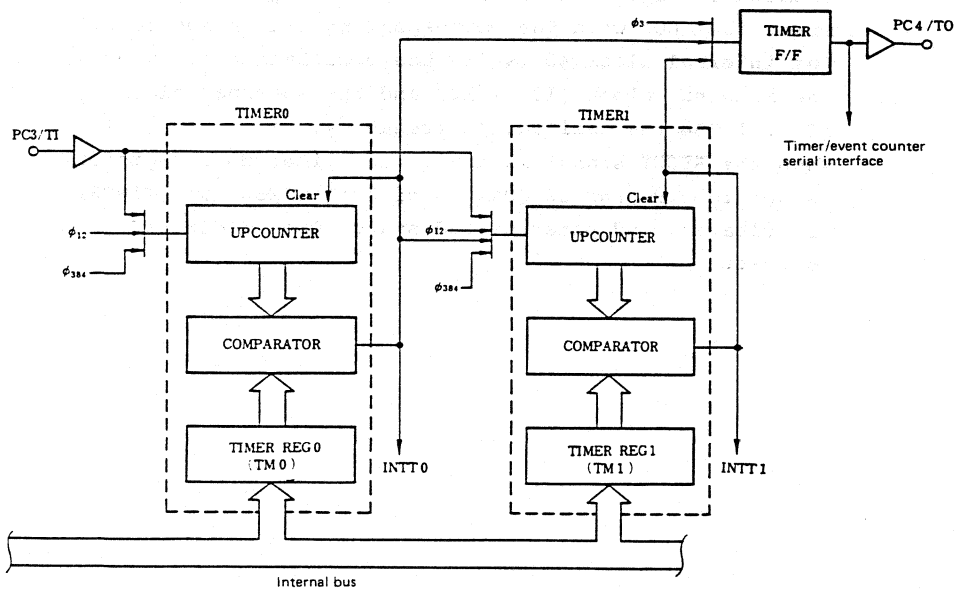 φ3
TIMER
F/F
PC4/TO
Timer/event counter
serial interface
TIMER0
TIMER1
PC3/TI
Clear
Clear
φ12
UPCOUNTER
φ12
UPCOUNTER
φ384
φ384
COMPARATOR
COMPARATOR
TIMER REG0
(TM0)
INTT0
TIMER REG1
(TM1)
INTT1
Internal bus